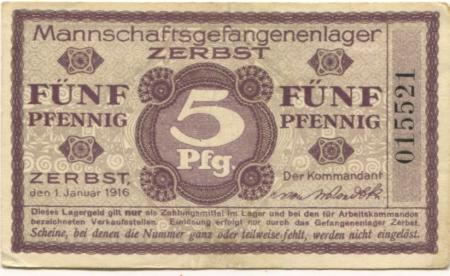 Mannschaftsgefangenenlager
ZERBST
FÜNF
PFENNIG
5
Pfg
FÜNF
PFENNIG
015521
ZERBST,
den 1. Januar 1916
Der Kommandant
Dieses Lagergeld gilt nur als Zahlungsmittel im Lager und bei den für Arbeitskommandos
bezeichneten Verkaufsstellen. Einlösung erfolgt nur durch das Gefangenenlager Zerbst.
Scheine, bei denen die Nummer ganz oder teilweise fehlt, werden nicht eingelöst.